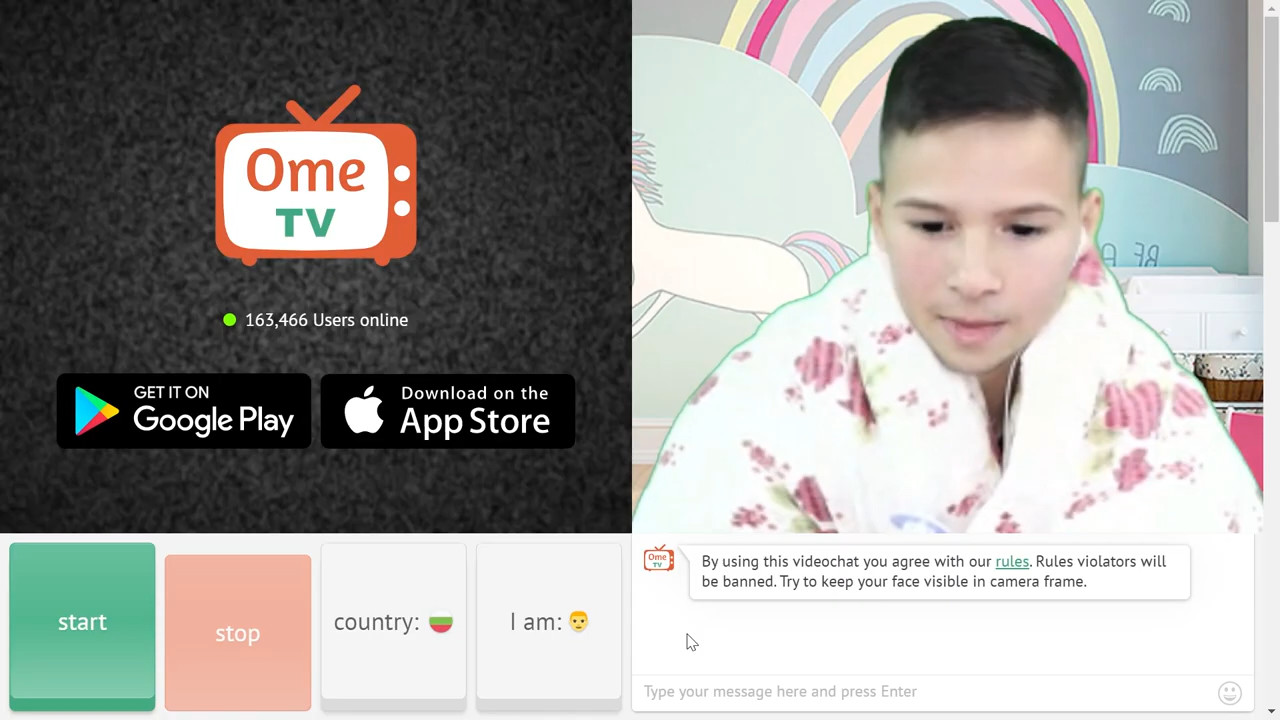 Ome
TV
163,466 Users online
GET IT ON
Google Play
Download on the
App Store
start
stop
country:
I am:
Ome
TV
By using this videochat you agree with our rules. Rules violators will
be banned. Try to keep your face visible in camera frame.
Type your message here and press Enter